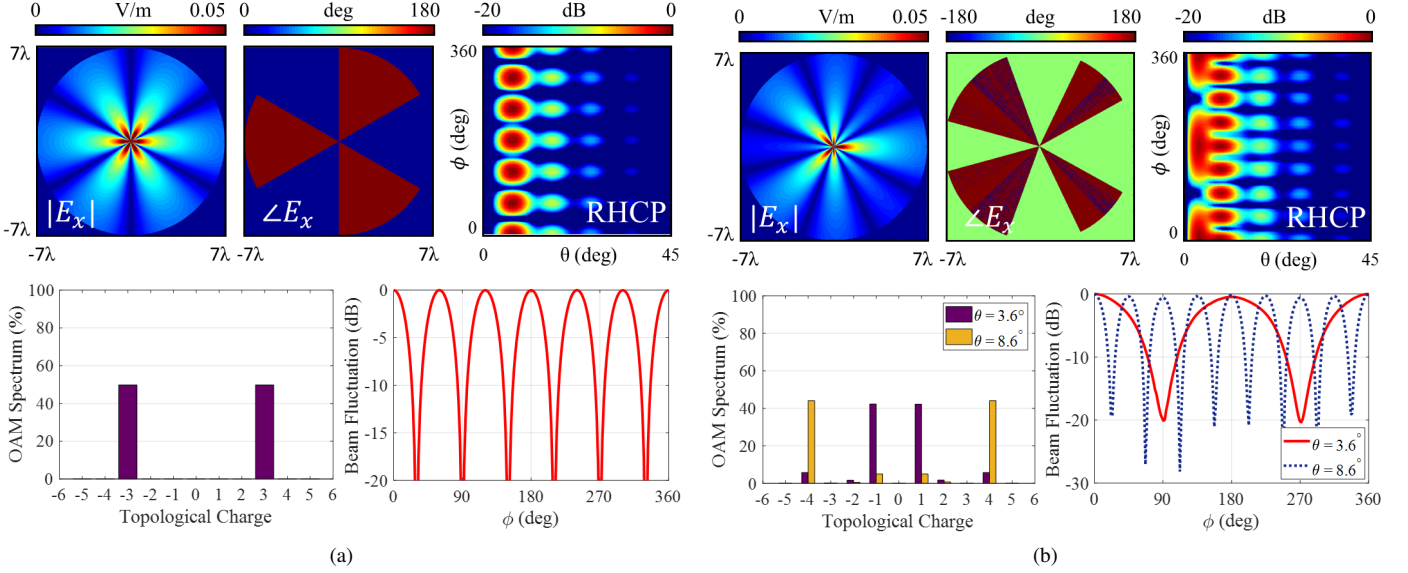 0 V/m 0.05
0 deg 180
-20 dB 0
7λ
-7λ
|Eₓ|
-7λ 7λ
∠Eₓ
-7λ 7λ
360
0
ϕ (deg)
RHCP
0 θ (deg) 45
100
80
60
40
20
0
OAM Spectrum (%)
-6 -5 -4 -3 -2 -1 0 1 2 3 4 5 6
Topological Charge
0
-5
-10
-15
-20
Beam Fluctuation (dB)
0 90 180 270 360
ϕ (deg)
(a)
0 V/m 0.05
-180 deg 180
-20 dB 0
7λ
-7λ
|Eₓ|
-7λ 7λ
∠Eₓ
-7λ 7λ
360
0
ϕ (deg)
RHCP
0 θ (deg) 45
100
80
60
40
20
0
OAM Spectrum (%)
θ = 3.6°
θ = 8.6°
-6 -5 -4 -3 -2 -1 0 1 2 3 4 5 6
Topological Charge
0
-10
-20
-30
Beam Fluctuation (dB)
θ = 3.6°
θ = 8.6°
0 90 180 270 360
ϕ (deg)
(b)